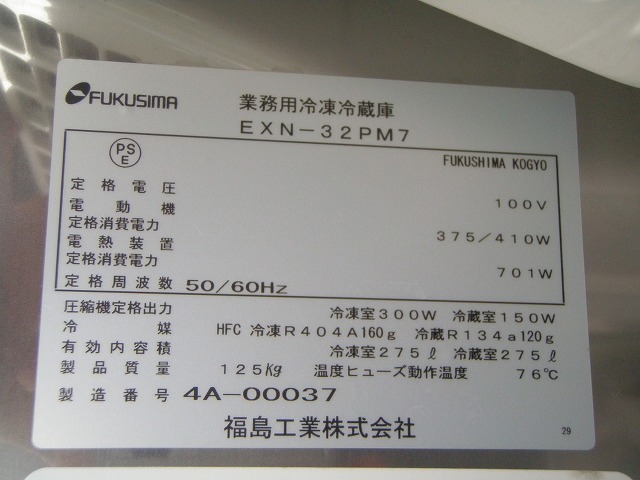 FUKUSIMA
業務用冷凍冷蔵庫
EXN-32PM7
PS
E
FUKUSHIMA KOGYO
定格電圧 100V
電動機
定格消費電力 375/410W
電熱装置
定格消費電力 701W
定格周波数 50/60Hz
圧縮機定格出力 冷凍室300W 冷蔵室150W
冷媒 HFC 冷凍R404A160g 冷蔵R134a120g
有効内容積 冷凍室275ℓ 冷蔵室275ℓ
製品質量 125kg 温度ヒューズ動作温度 76℃
製造番号 4A-00037
福島工業株式会社
29